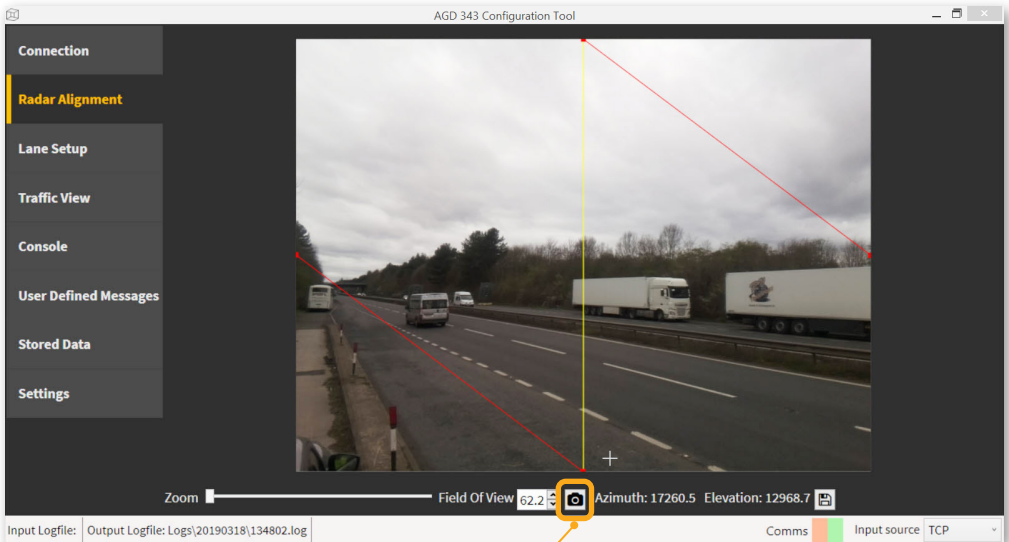 AGD 343 Configuration Tool
Connection
Radar Alignment
Lane Setup
Traffic View
Console
User Defined Messages
Stored Data
Settings
Zoom Field Of View 62.2 Azimuth: 17260.5 Elevation: 12968.7
Input Logfile: Output Logfile: Logs\20190318\134802.log Comms Input source TCP